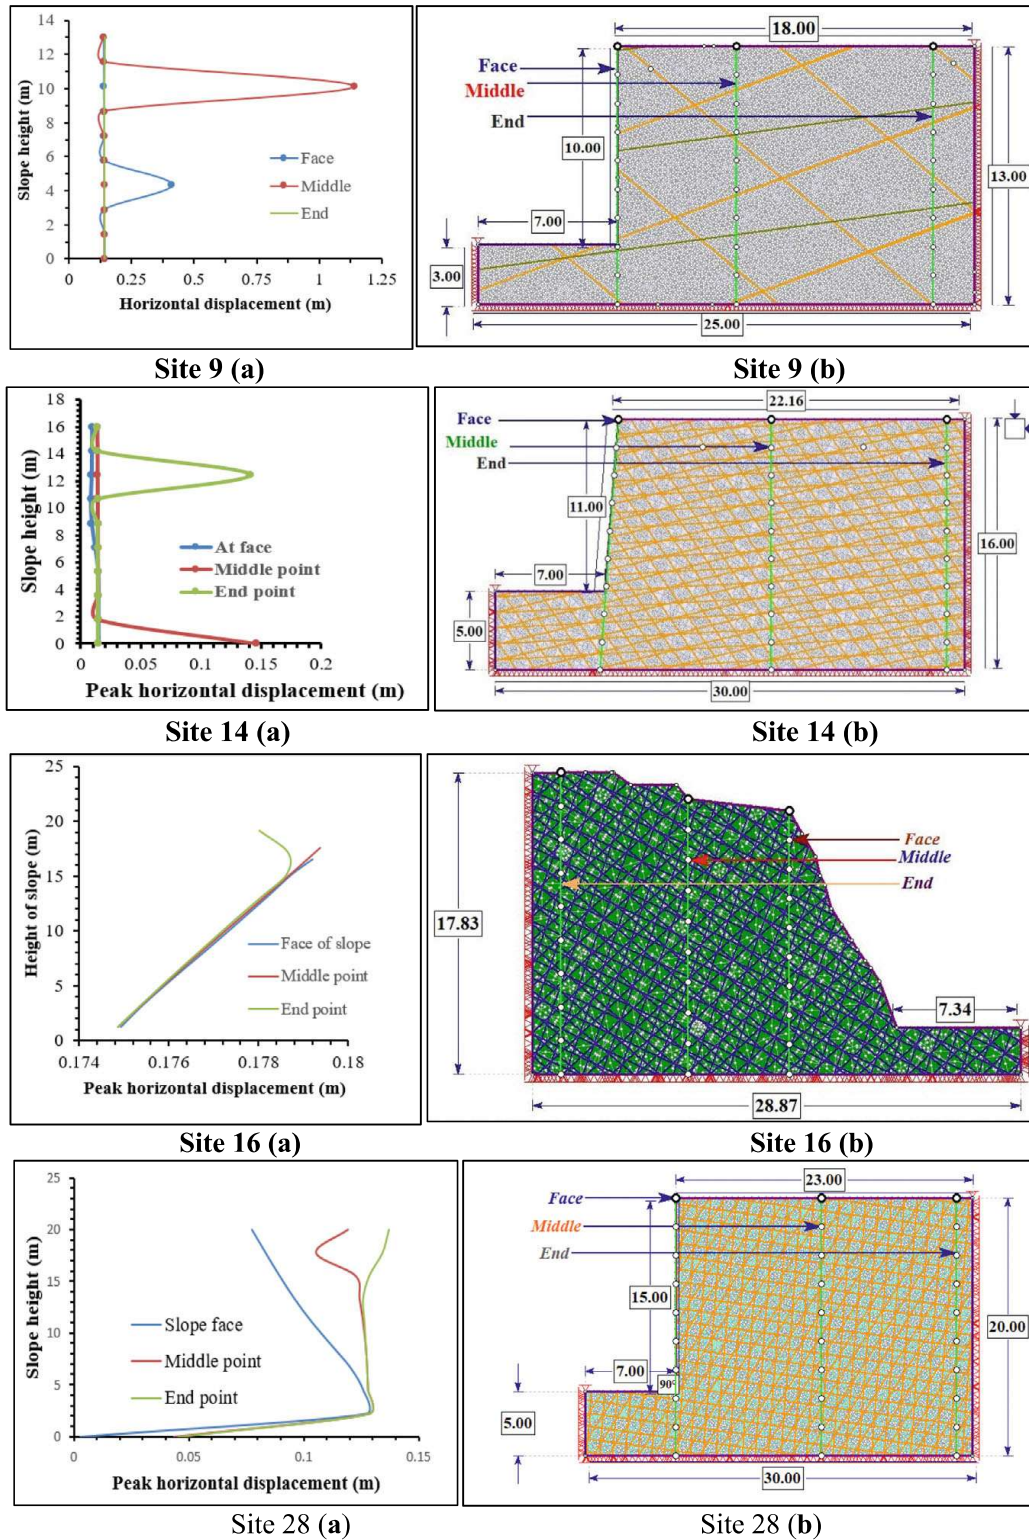 14
12
10
8
6
4
2
0
Slope height (m)
Face
Middle
End
0 0.25 0.5 0.75 1 1.25
Horizontal displacement (m)
18.00
Face
Middle
End
10.00
13.00
7.00
3.00
25.00
Site 9 (a)
Site 9 (b)
18
16
14
12
10
8
6
4
2
0
Slope height (m)
At face
Middle point
End point
0 0.05 0.1 0.15 0.2
Peak horizontal displacement (m)
22.16
Face
Middle
End
11.00
16.00
7.00
5.00
30.00
Site 14 (a)
Site 14 (b)
25
20
15
10
5
0
Height of slope (m)
Face of slope
Middle point
End point
0.174 0.176 0.178 0.18
Peak horizontal displacement (m)
Face
Middle
End
17.83
7.34
28.87
Site 16 (a)
Site 16 (b)
25
20
15
10
5
0
Slope height (m)
Slope face
Middle point
End point
0 0.05 0.1 0.15
Peak horizontal displacement (m)
23.00
Face
Middle
End
15.00
20.00
7.00
90°
5.00
30.00
Site 28 (a)
Site 28 (b)